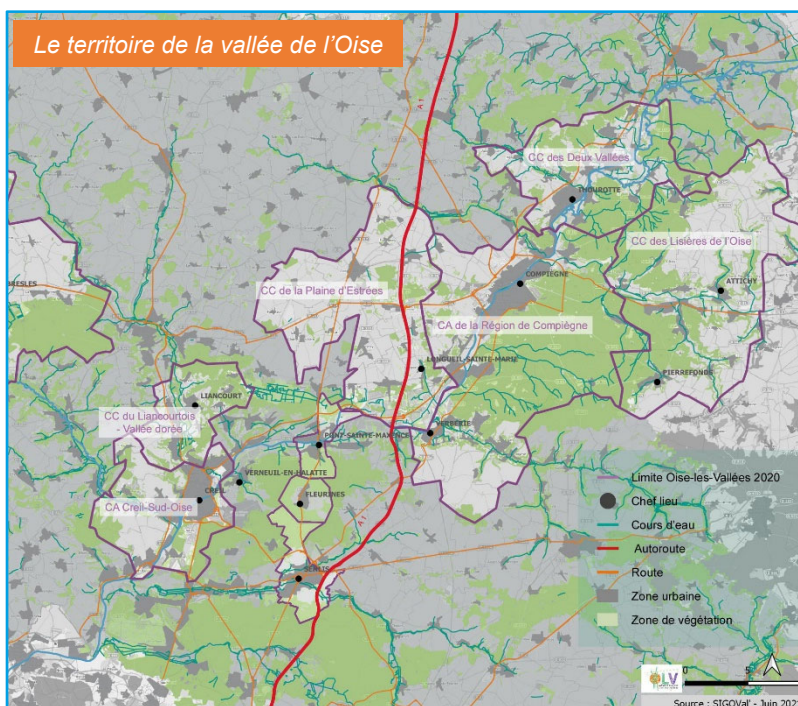 Le territoire de la vallée de l'Oise
A 1
CC des Deux Vallées
THOUROTTE
CC des Lisières de l'Oise
COMPIÈGNE
ATTICHY
CC de la Plaine d'Estrées
CA de la Région de Compiègne
LONGUEIL-SAINTE-MARIE
PIERREFONDS
LIANCOURT
CC du Liancourtois
- Vallée dorée
PONT-SAINTE-MAXENCE
VERBERIE
VERNEUIL-EN-HALATTE
CREIL
CA Creil-Sud-Oise
FLEURINES
A 1
SENLIS
Limite Oise-les-Vallées 2020
Chef lieu
Cours d'eau
Autoroute
Route
Zone urbaine
Zone de végétation
OLV
0
5
Source : SIGOVal' - Juin 202